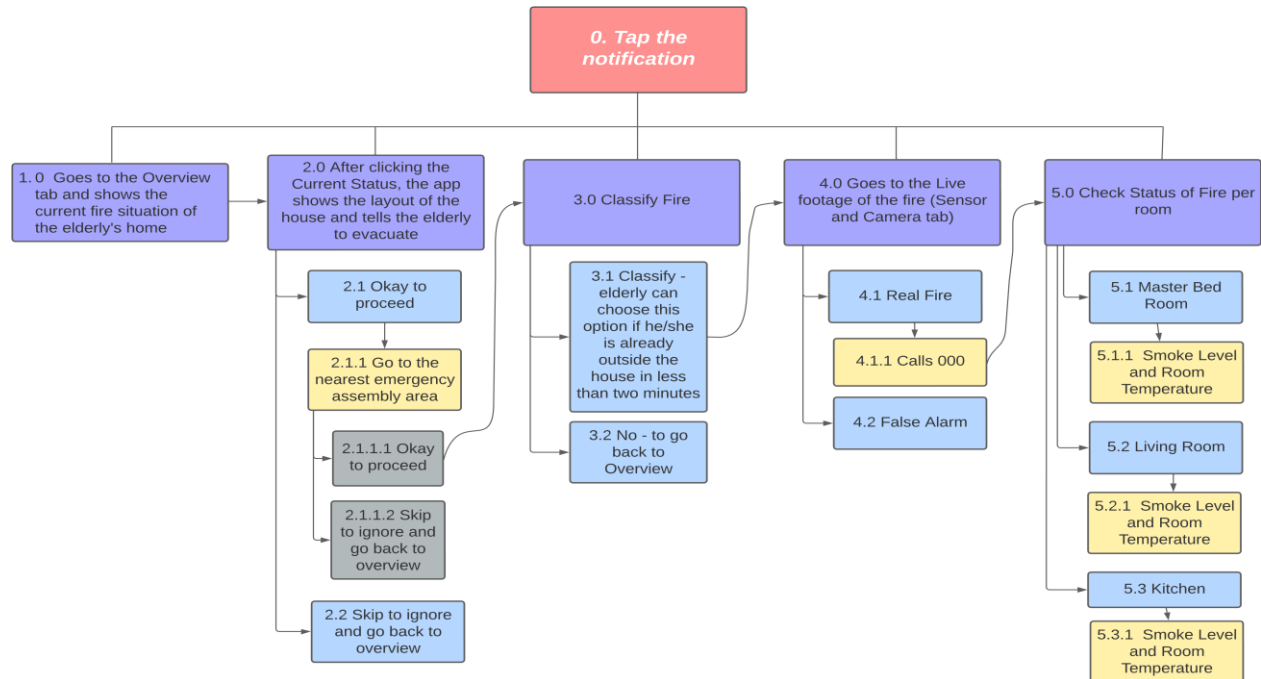 0. Tap the
notification
1. 0  Goes to the Overview
tab and shows the
current fire situation of
the elderly's home
2.0 After clicking the
Current Status, the app
shows the layout of the
house and tells the elderly
to evacuate
2.1 Okay to
proceed
2.1.1 Go to the
nearest emergency
assembly area
2.1.1.1 Okay
to proceed
2.1.1.2 Skip
to ignore and
go back to
overview
2.2 Skip to ignore
and go back to
overview
3.0 Classify Fire
3.1 Classify -
elderly can
choose this
option if he/she
is already
outside the
house in less
than two minutes
3.2 No - to go
back to
Overview
4.0 Goes to the Live
footage of the fire (Sensor
and Camera tab)
4.1 Real Fire
4.1.1 Calls 000
4.2 False Alarm
5.0 Check Status of Fire per
room
5.1 Master Bed
Room
5.1.1  Smoke Level
and Room
Temperature
5.2 Living Room
5.2.1  Smoke Level
and Room
Temperature
5.3 Kitchen
5.3.1  Smoke Level
and Room
Temperature